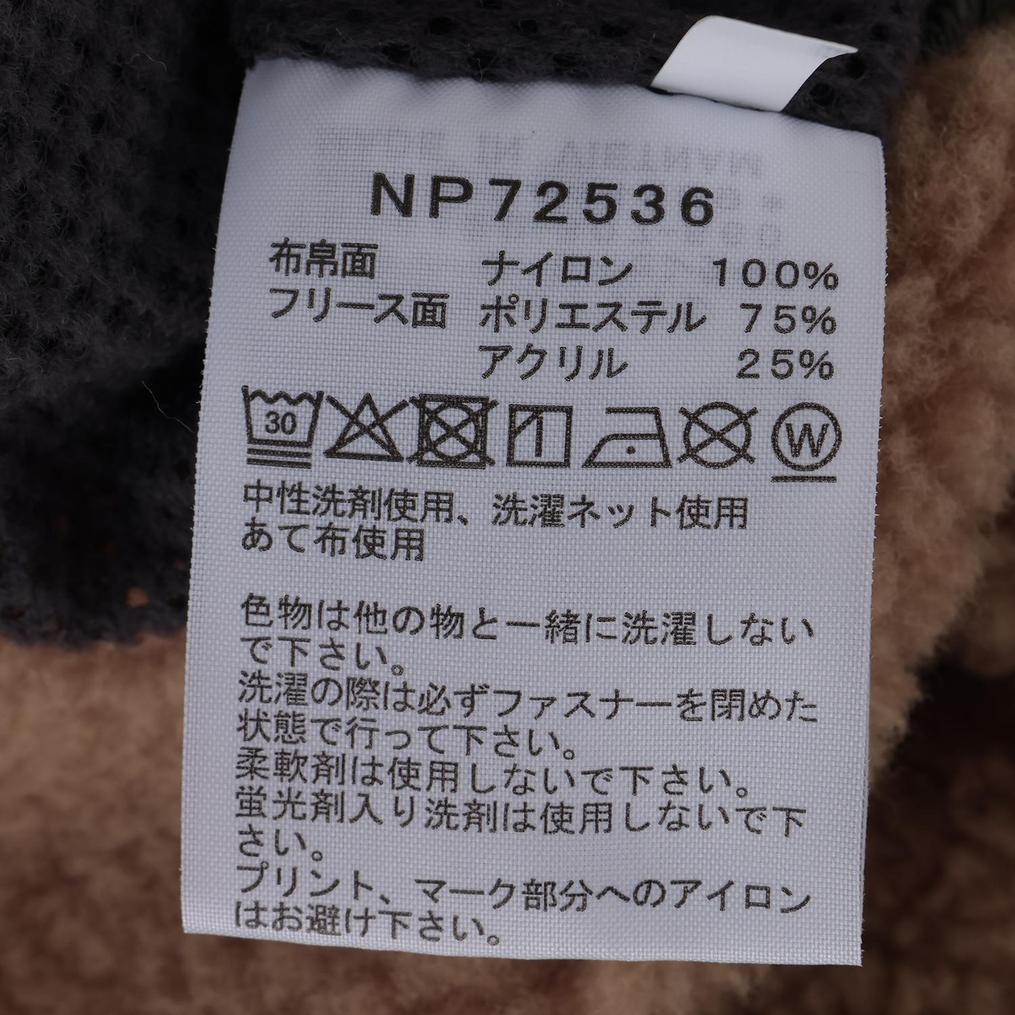 NP72536
布帛面 ナイロン 100%
フリース面 ポリエステル 75%
アクリル 25%
30 W
中性洗剤使用、洗濯ネット使用
あて布使用
色物は他の物と一緒に洗濯しない
で下さい。
洗濯の際は必ずファスナーを閉めた
状態で行って下さい。
柔軟剤は使用しないで下さい。
蛍光剤入り洗剤は使用しないで下
さい。
プリント、マーク部分へのアイロン
はお避け下さい。